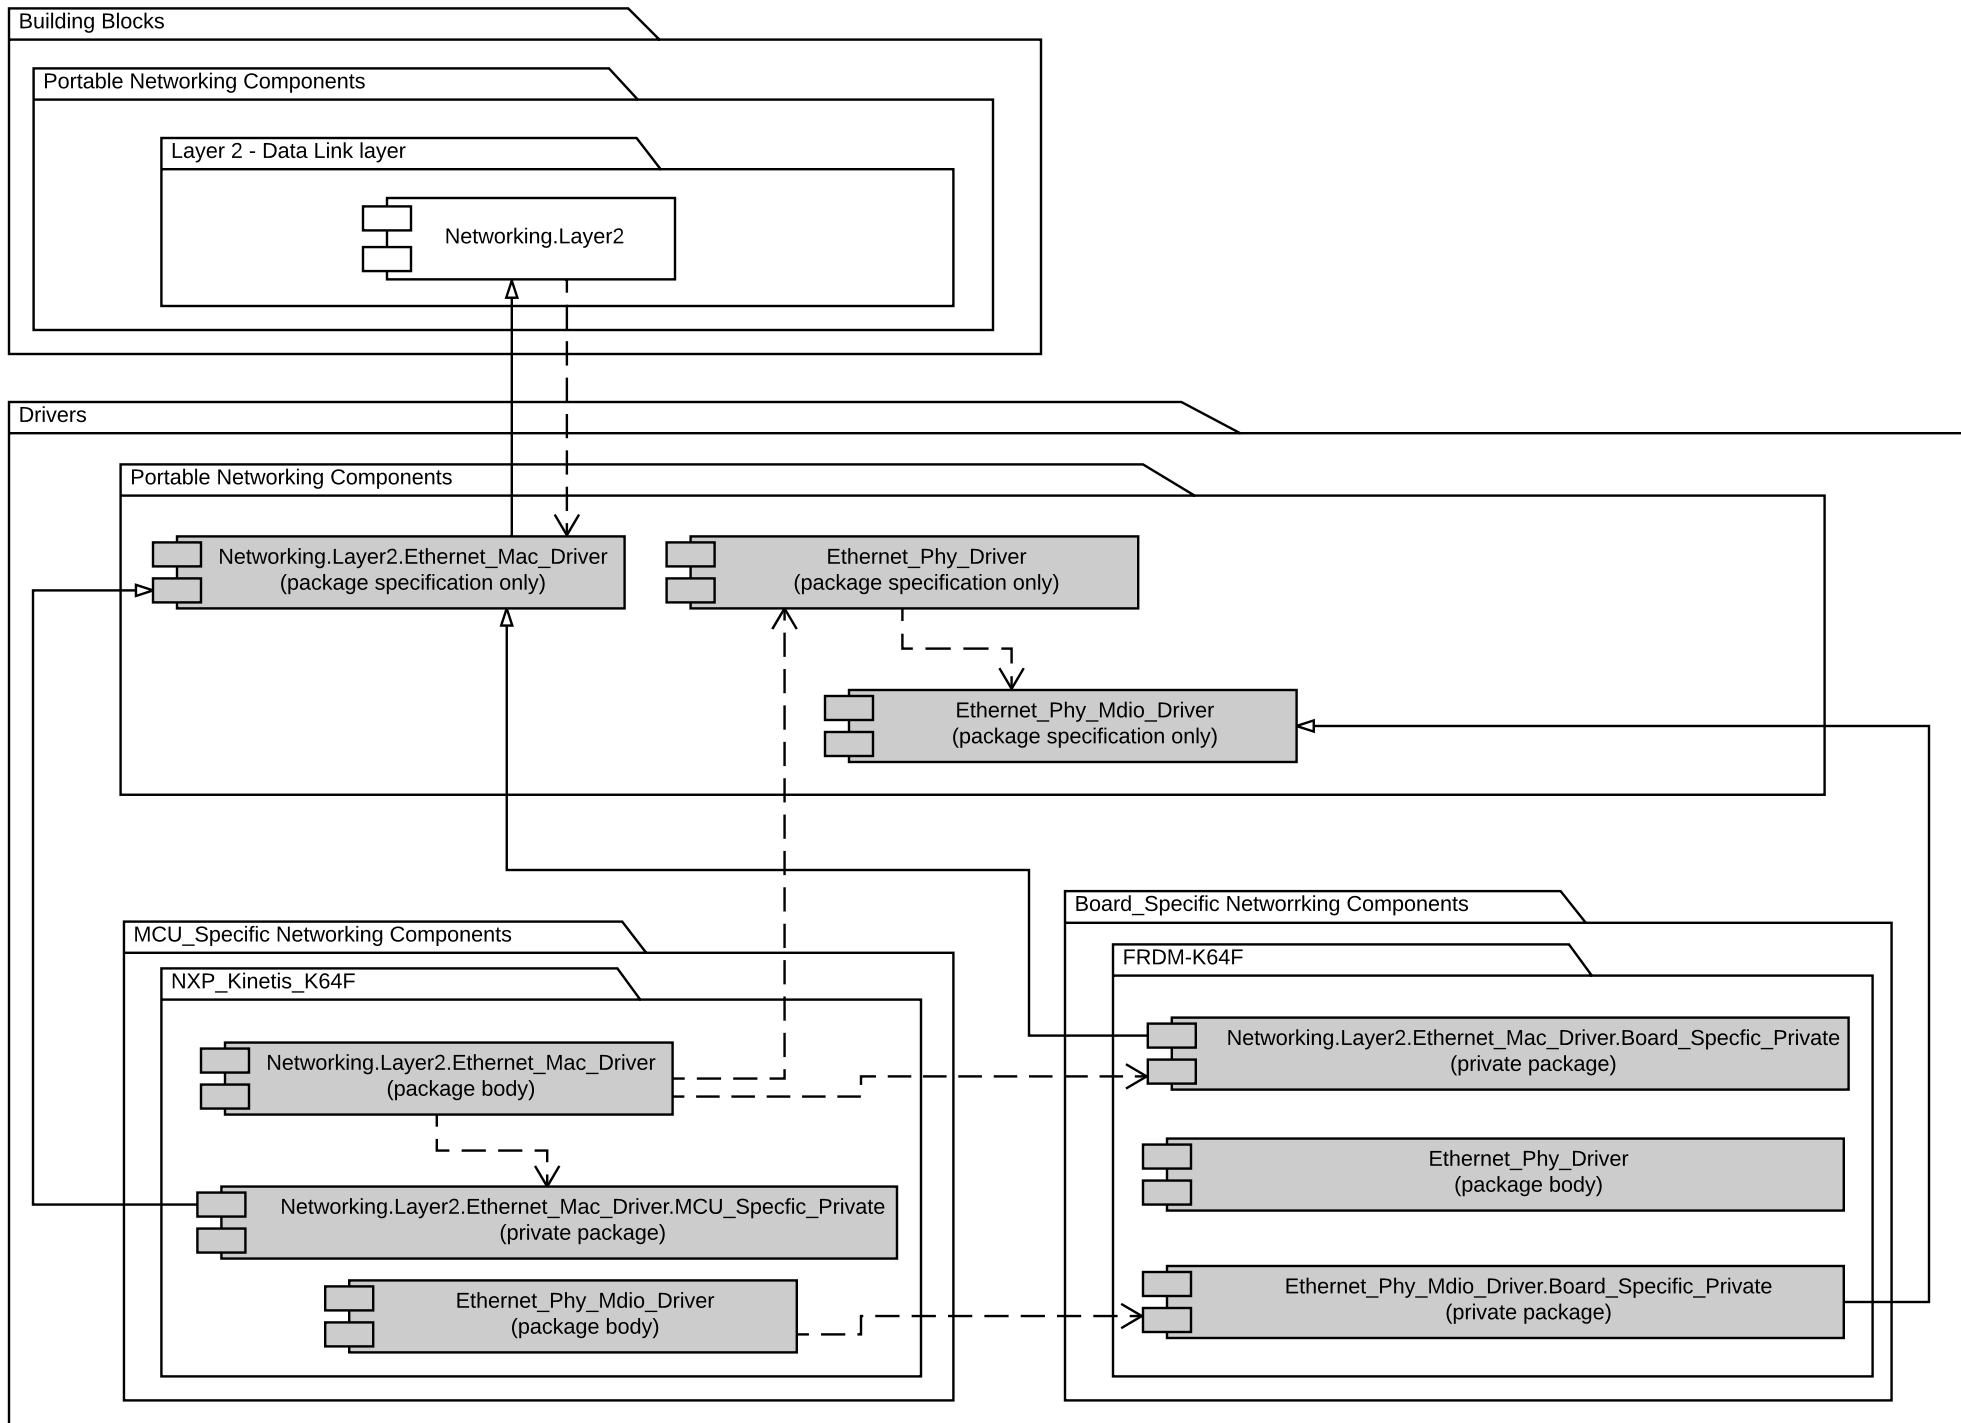 Building Blocks
Portable Networking Components
Layer 2 - Data Link layer
Networking.Layer2
Drivers
Portable Networking Components
Networking.Layer2.Ethernet_Mac_Driver
(package specification only)
Ethernet_Phy_Driver
(package specification only)
Ethernet_Phy_Mdio_Driver
(package specification only)
MCU_Specific Networking Components
NXP_Kinetis_K64F
Networking.Layer2.Ethernet_Mac_Driver
(package body)
Networking.Layer2.Ethernet_Mac_Driver.MCU_Specfic_Private
(private package)
Ethernet_Phy_Mdio_Driver
(package body)
Board_Specific Networrking Components
FRDM-K64F
Networking.Layer2.Ethernet_Mac_Driver.Board_Specfic_Private
(private package)
Ethernet_Phy_Driver
(package body)
Ethernet_Phy_Mdio_Driver.Board_Specific_Private
(private package)